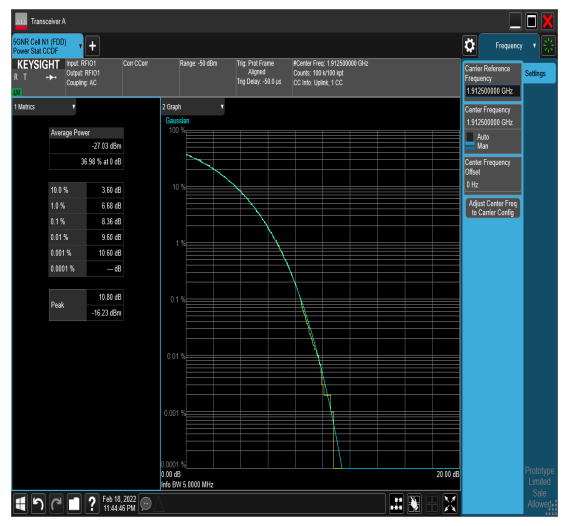 Transceiver A
5GNR Cell N1 (FDD)
Power Stat CCDF
Frequency
KEYSIGHT
R T
LV
Input: RFIO1
Output: RFIO1
Coupling: AC
Corr CCorr
Range: -50 dBm
Trig: Prot Frame
Aligned
Trig Delay: -50.0 µs
#Center Freq: 1.912500000 GHz
Counts: 100 k/100 kpt
CC Info: Uplink, 1 CC
Carrier Reference
Frequency
1.912500000 GHz
Settings
Center Frequency
1.912500000 GHz
Auto
Man
Center Frequency
Offset
0 Hz
Adjust Center Freq
to Carrier Config
1 Metrics
Average Power
-27.03 dBm
36.98 % at 0 dB
10.0 % 3.60 dB
1.0 % 6.68 dB
0.1 % 8.36 dB
0.01 % 9.60 dB
0.001 % 10.60 dB
0.0001 % --- dB
Peak
10.80 dB
-16.23 dBm
2 Graph
Gaussian
100 %
10 %
1 %
0.1 %
0.01 %
0.001 %
0.0001 %
0.00 dB
20.00 dB
Info BW 5.0000 MHz
Prototype
Limited
Sale
Allowed
Feb 18, 2022
11:44:46 PM